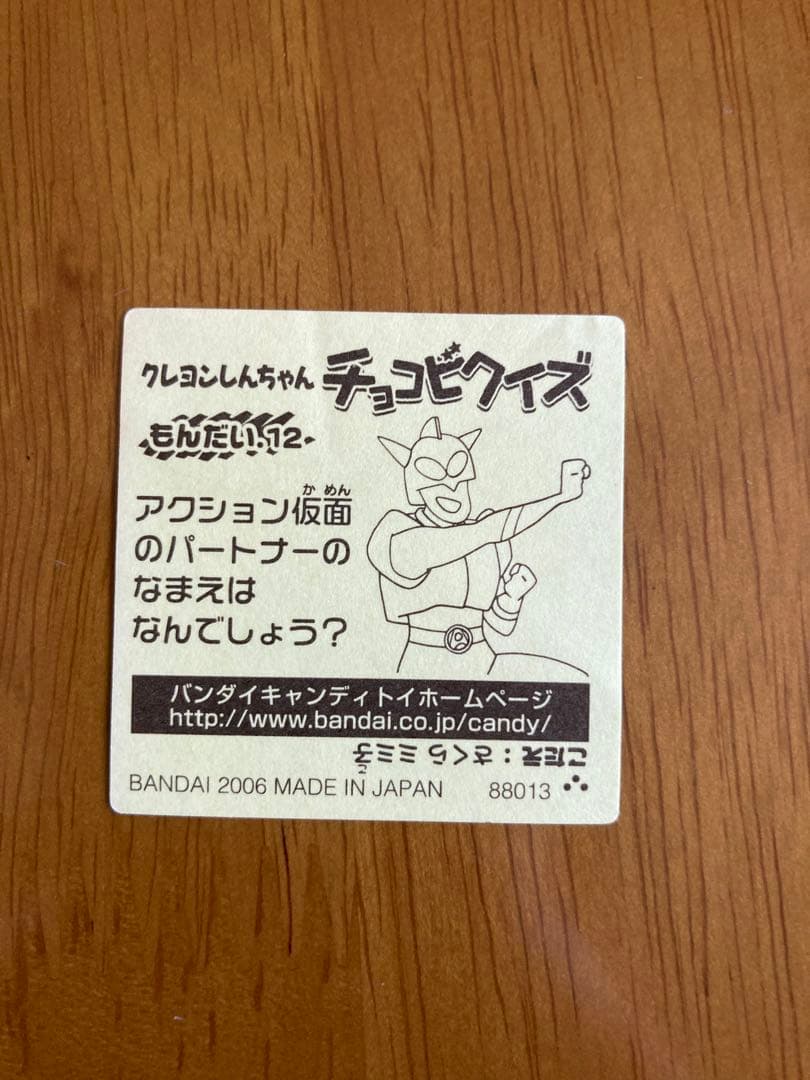 クレヨンしんちゃん チョコビクイズ
もんだい.12
アクション仮面
のパートナーの
なまえは
なんでしょう?
バンダイキャンディトイホームページ
http://www.bandai.co.jp/candy/
こたえ：さくら ミミ子
BANDAI 2006 MADE IN JAPAN 88013